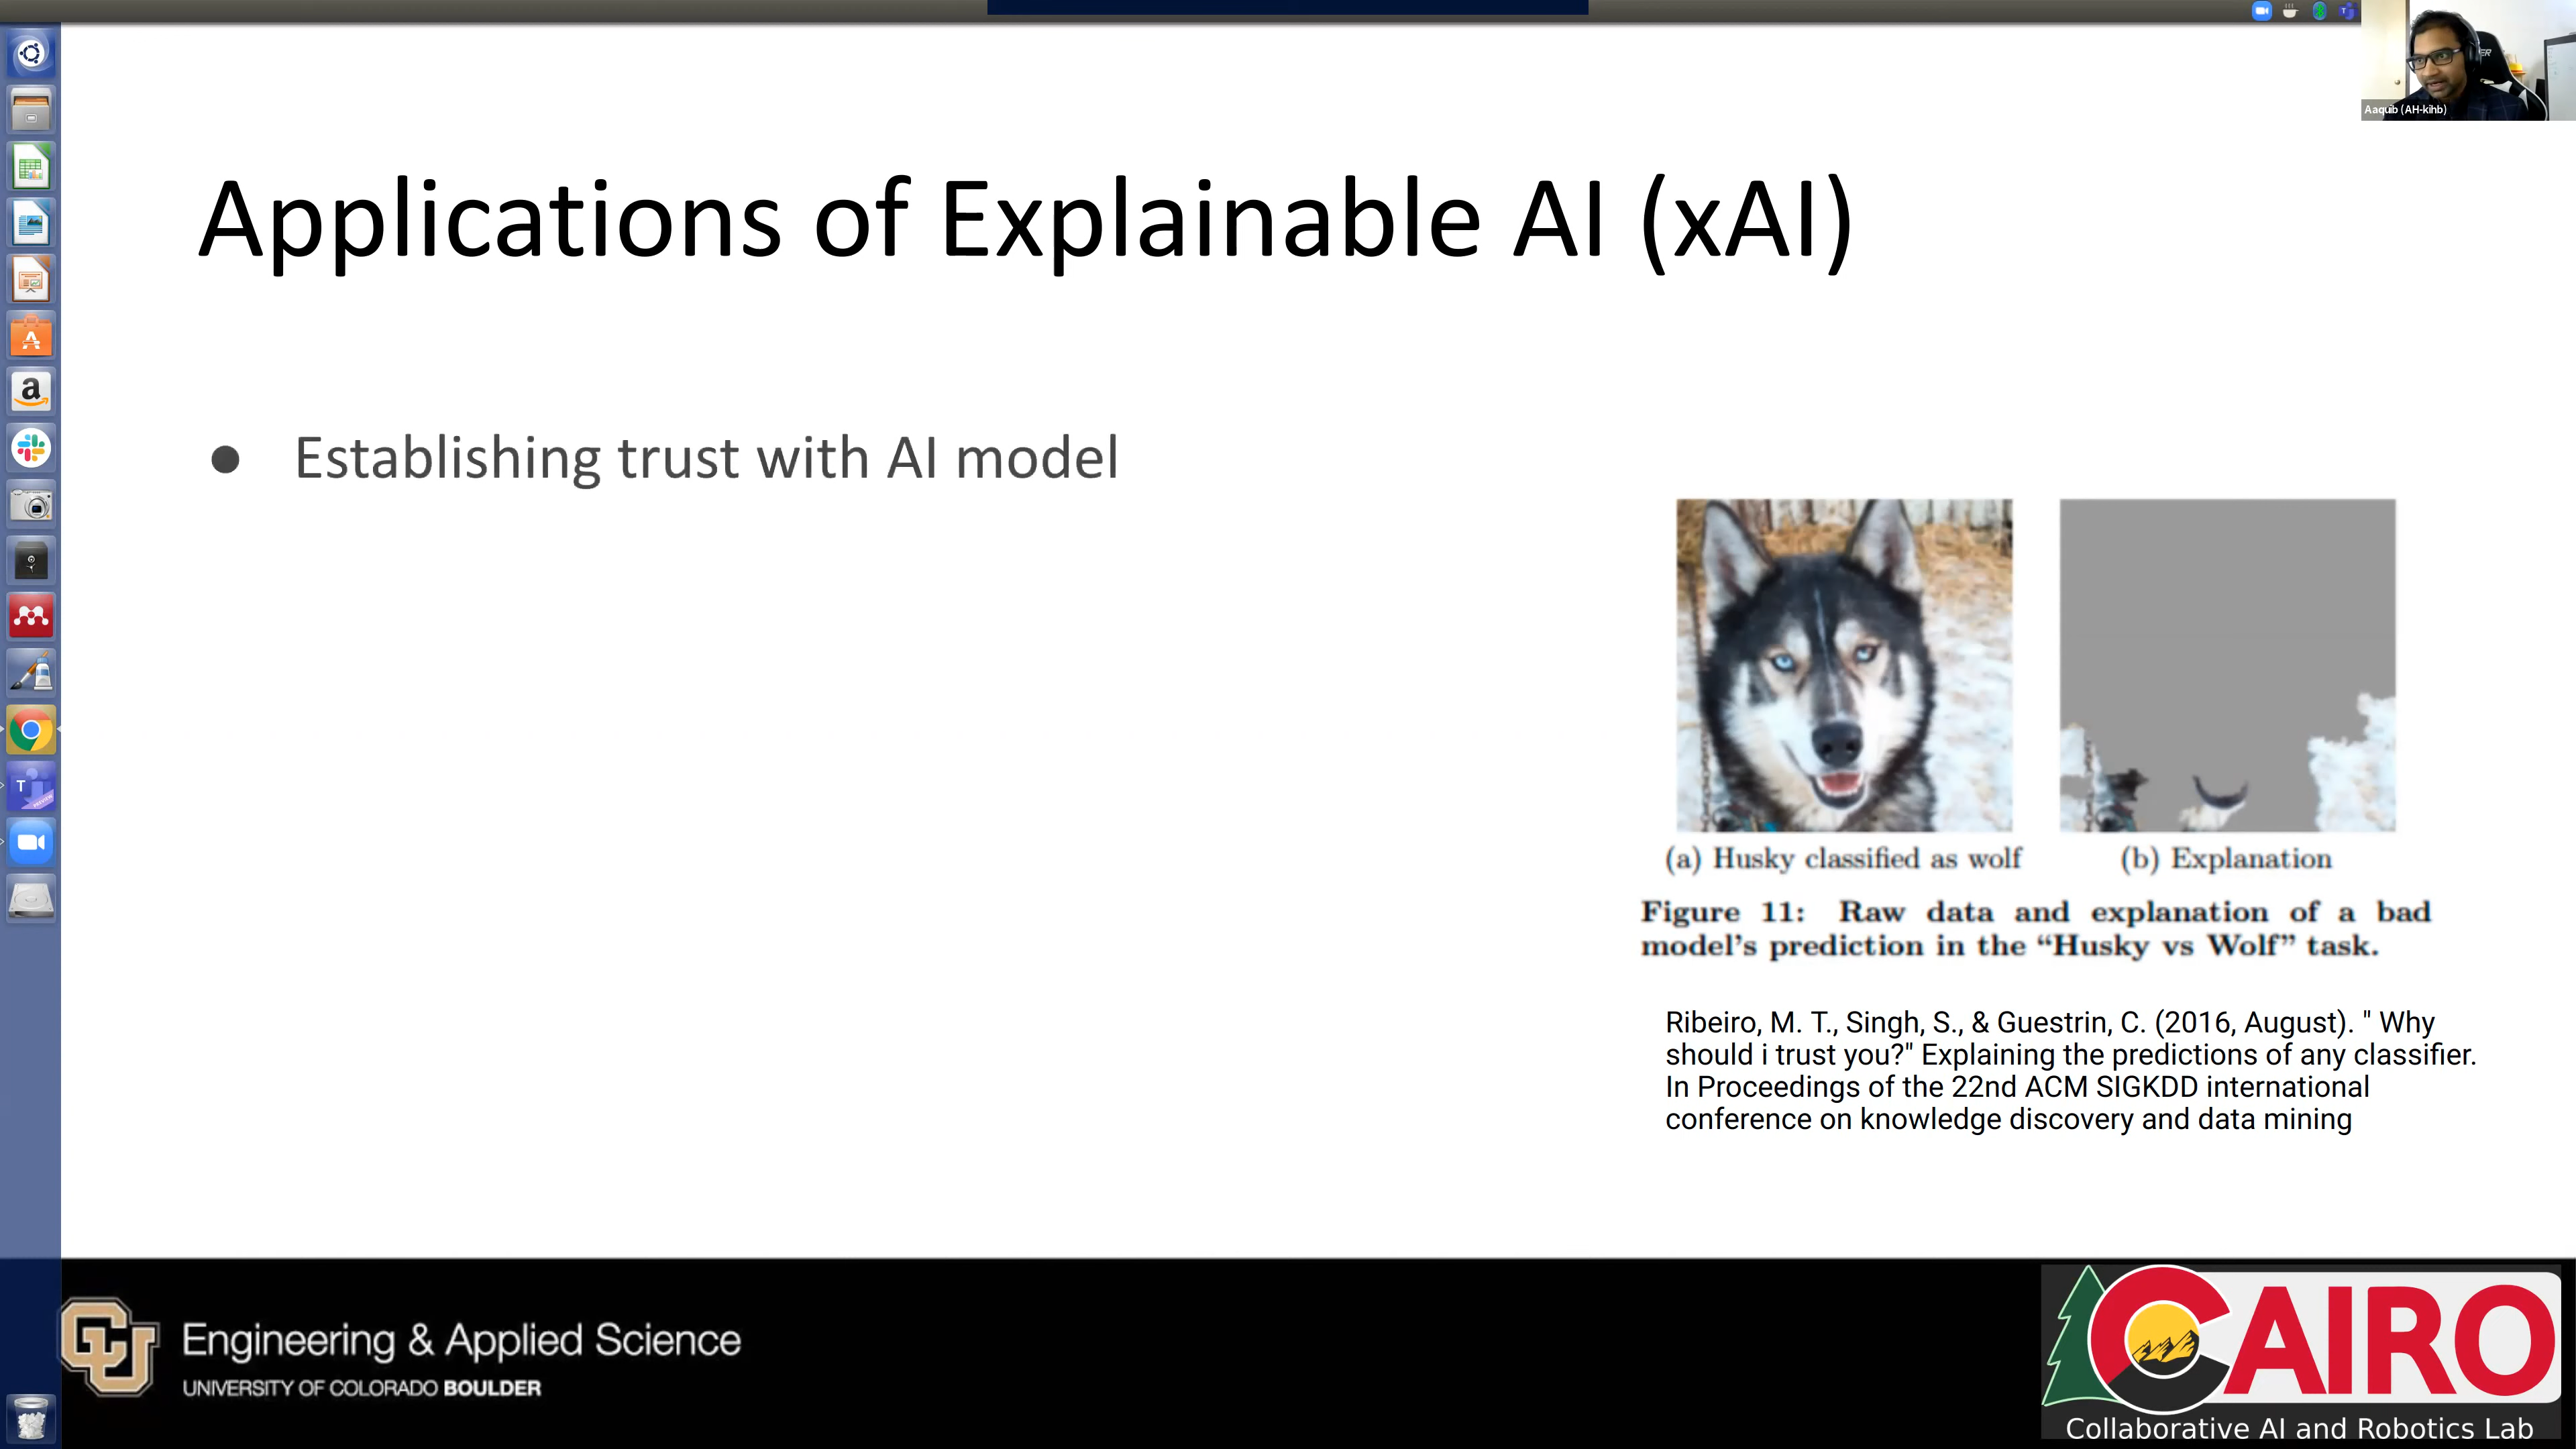 Aaquib (AH-kihb)
Applications of Explainable AI (xAI)
● Establishing trust with AI model
(a) Husky classified as wolf
(b) Explanation
Figure 11: Raw data and explanation of a bad
model's prediction in the “Husky vs Wolf” task.
Ribeiro, M. T., Singh, S., & Guestrin, C. (2016, August). " Why
should i trust you?" Explaining the predictions of any classifier.
In Proceedings of the 22nd ACM SIGKDD international
conference on knowledge discovery and data mining
CU
Engineering & Applied Science
UNIVERSITY OF COLORADO BOULDER
CAIRO
Collaborative AI and Robotics Lab